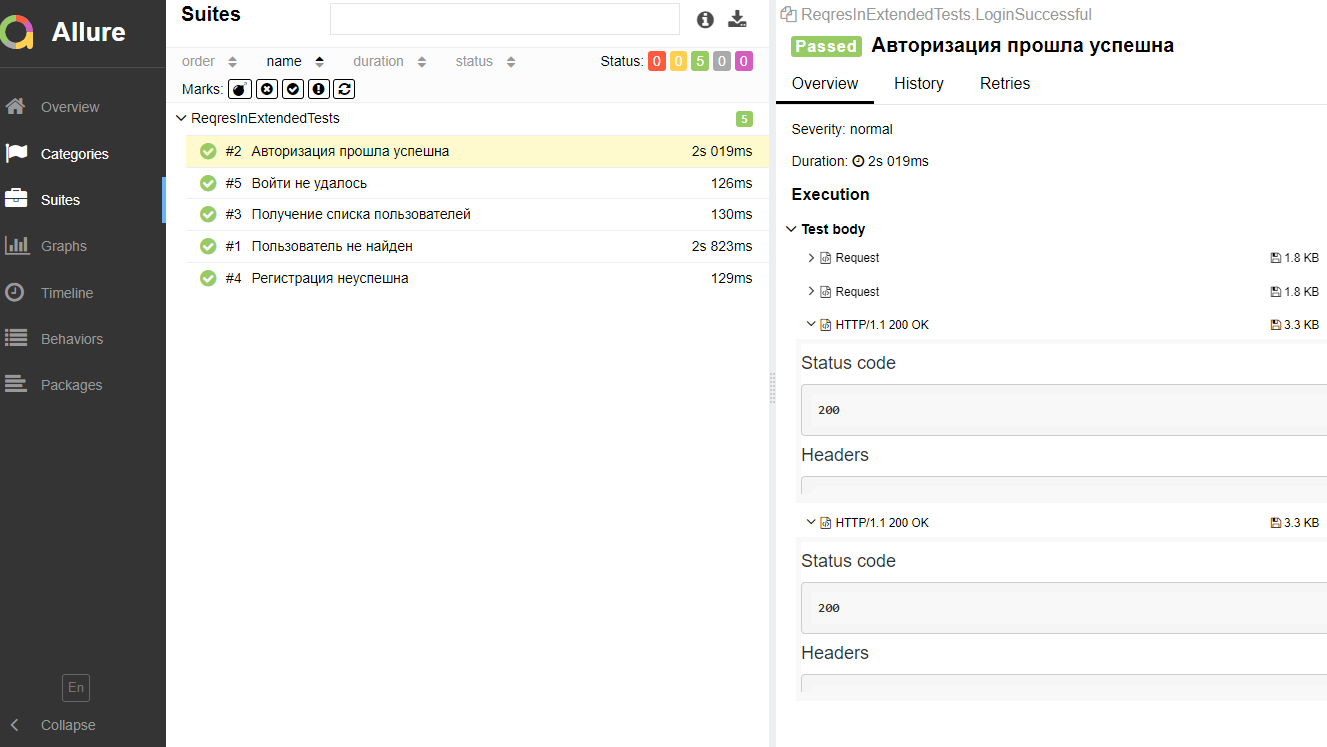 Allure
Overview
Categories
Suites
Graphs
Timeline
Behaviors
Packages
En
Collapse
Suites
order name duration status Status: 0 0 5 0 0
Marks:
ReqresInExtendedTests 5
#2 Авторизация прошла успешна 2s 019ms
#5 Войти не удалось 126ms
#3 Получение списка пользователей 130ms
#1 Пользователь не найден 2s 823ms
#4 Регистрация неуспешна 129ms
ReqresInExtendedTests.LoginSuccessful
Passed Авторизация прошла успешна
Overview History Retries
Severity: normal
Duration: 2s 019ms
Execution
Test body
Request 1.8 KB
Request 1.8 KB
HTTP/1.1 200 OK 3.3 KB
Status code
200
Headers
HTTP/1.1 200 OK 3.3 KB
Status code
200
Headers